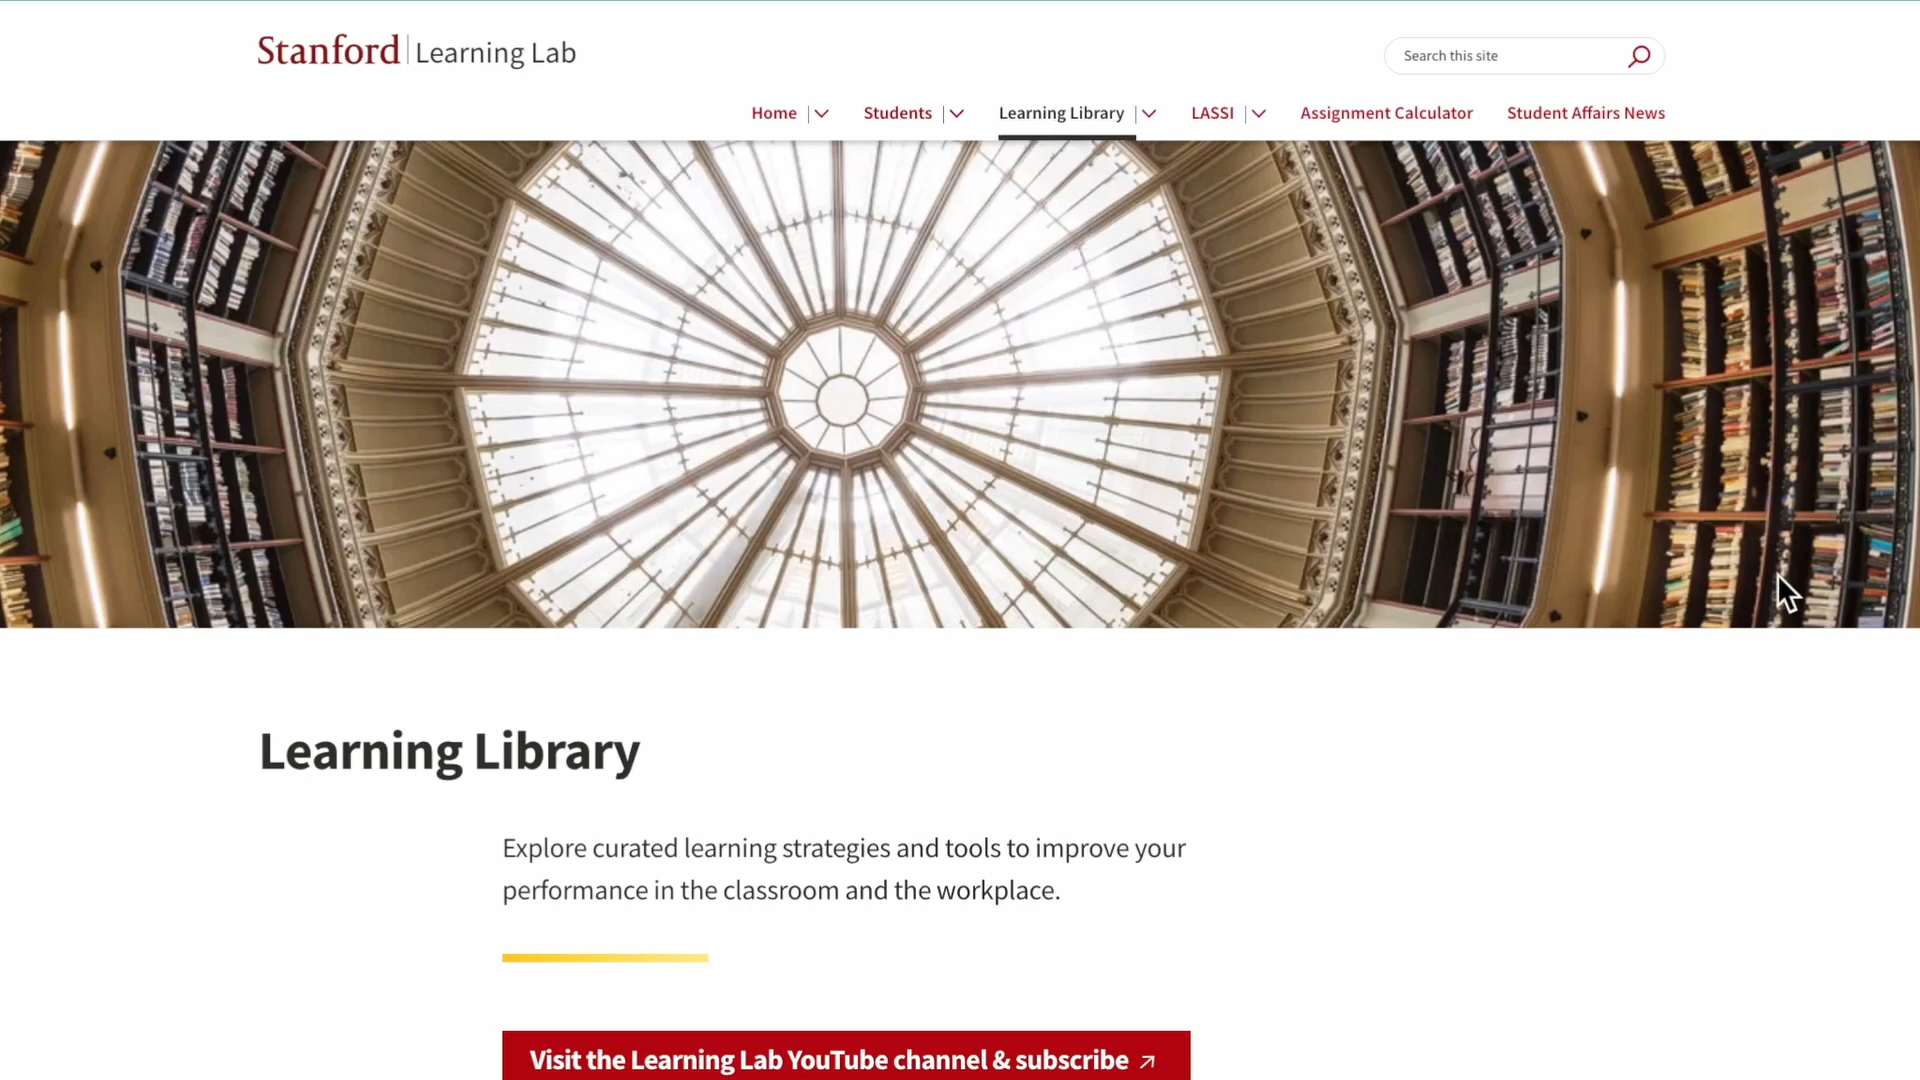 Stanford | Learning Lab
Search this site
Home
Students
Learning Library
LASSI
Assignment Calculator
Student Affairs News
Learning Library
Explore curated learning strategies and tools to improve your
performance in the classroom and the workplace.
Visit the Learning Lab YouTube channel & subscribe